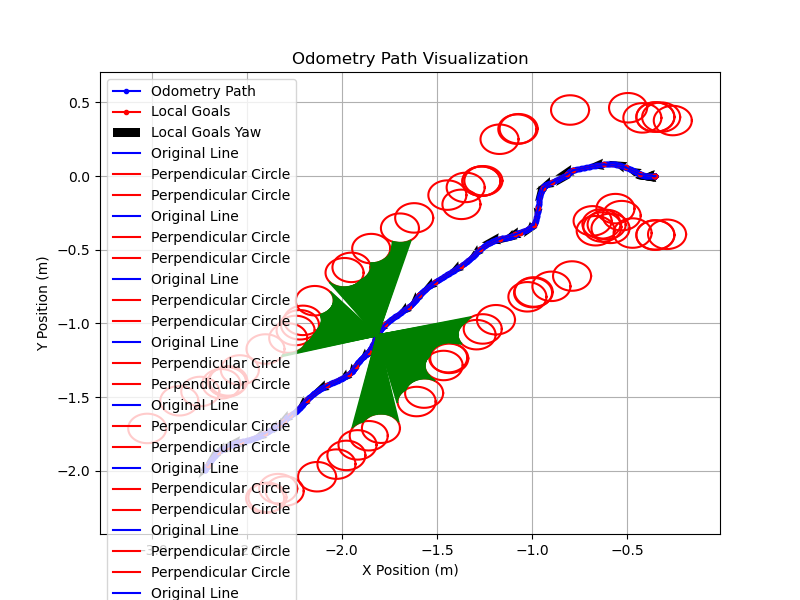 Odometry Path Visualization
Y Position (m)
0.5
0.0
−0.5
−1.0
−1.5
−2.0
Odometry Path
Local Goals
Local Goals Yaw
Original Line
Perpendicular Circle
Perpendicular Circle
Original Line
Perpendicular Circle
Perpendicular Circle
Original Line
Perpendicular Circle
Perpendicular Circle
Original Line
Perpendicular Circle
Perpendicular Circle
Original Line
Perpendicular Circle
Perpendicular Circle
Original Line
Perpendicular Circle
Perpendicular Circle
Original Line
Perpendicular Circle
Perpendicular Circle
Original Line
−2.0 −1.5 −1.0 −0.5
X Position (m)